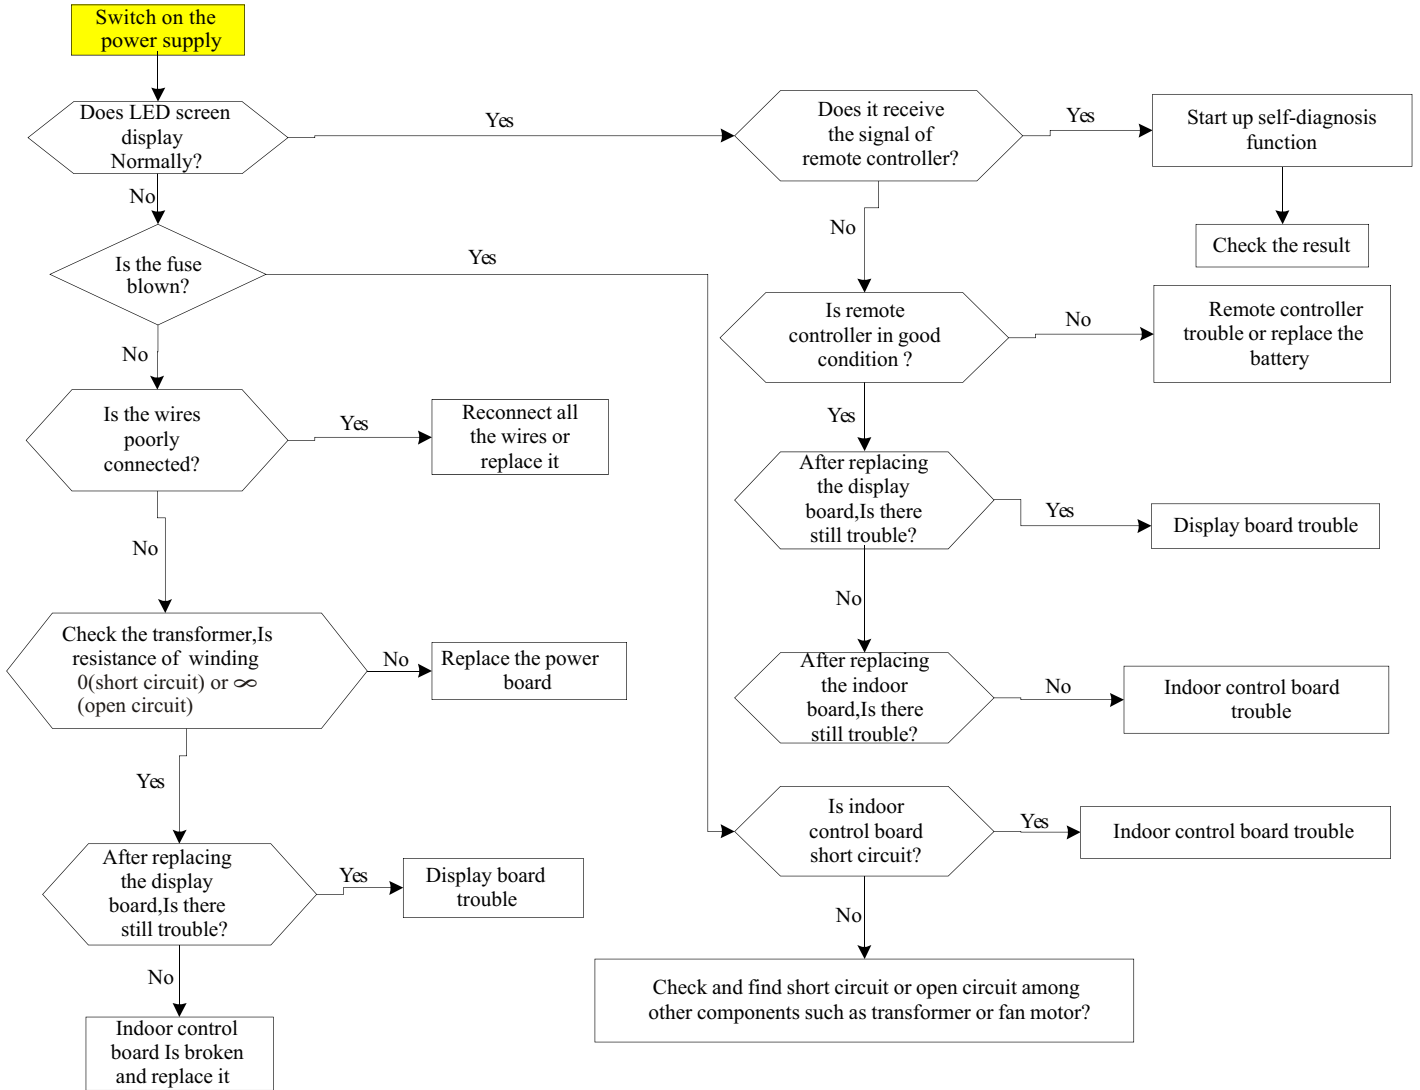 Switch on the
power supply
Does LED screen
display
Normally?
Yes
Does it receive
the signal of
remote controller?
Yes
Start up self-diagnosis
function
No
No
Check the result
Is the fuse
blown?
Yes
Is remote
controller in good
condition ?
No
Remote controller
trouble or replace the
battery
No
Is the wires
poorly
connected?
Yes
Reconnect all
the wires or
replace it
Yes
After replacing
the display
board,Is there
still trouble?
Yes
Display board trouble
No
No
Check the transformer,Is
resistance of winding
0(short circuit) or ∞
(open circuit)
No
Replace the power
board
After replacing
the indoor
board,Is there
still trouble?
No
Indoor control board
trouble
Yes
Is indoor
control board
short circuit?
Yes
Indoor control board trouble
After replacing
the display
board,Is there
still trouble?
Yes
Display board
trouble
No
No
Check and find short circuit or open circuit among
other components such as transformer or fan motor?
Indoor control
board Is broken
and replace it